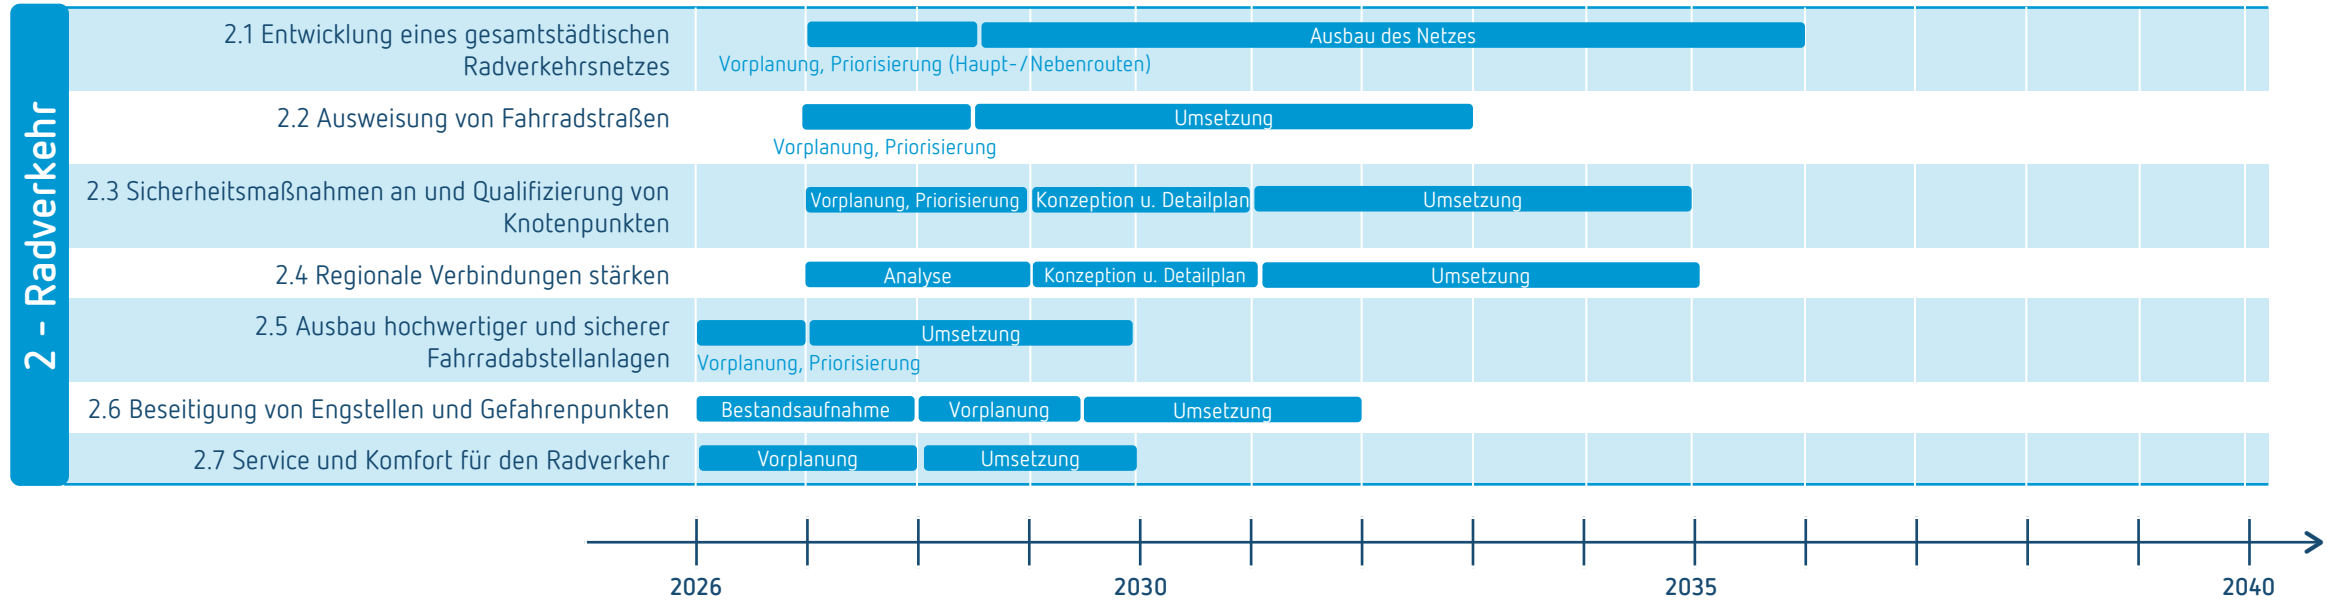 2 - Radverkehr
2.1 Entwicklung eines gesamtstädtischen
Radverkehrsnetzes
Ausbau des Netzes
Vorplanung, Priorisierung (Haupt-/Nebenrouten)
2.2 Ausweisung von Fahrradstraßen
Umsetzung
Vorplanung, Priorisierung
2.3 Sicherheitsmaßnahmen an und Qualifizierung von
Knotenpunkten
Vorplanung, Priorisierung
Konzeption u. Detailplan
Umsetzung
2.4 Regionale Verbindungen stärken
Analyse
Konzeption u. Detailplan
Umsetzung
2.5 Ausbau hochwertiger und sicherer
Fahrradabstellanlagen
Umsetzung
Vorplanung, Priorisierung
2.6 Beseitigung von Engstellen und Gefahrenpunkten
Bestandsaufnahme
Vorplanung
Umsetzung
2.7 Service und Komfort für den Radverkehr
Vorplanung
Umsetzung
2026
2030
2035
2040